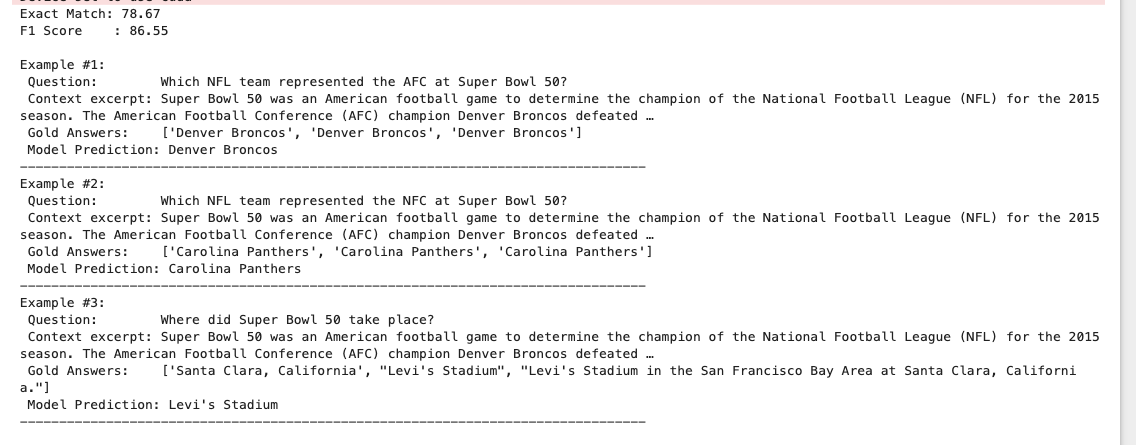 Exact Match: 78.67
F1 Score    : 86.55

Example #1:
 Question:        Which NFL team represented the AFC at Super Bowl 50?
 Context excerpt: Super Bowl 50 was an American football game to determine the champion of the National Football League (NFL) for the 2015
season. The American Football Conference (AFC) champion Denver Broncos defeated …
 Gold Answers:    ['Denver Broncos', 'Denver Broncos', 'Denver Broncos']
 Model Prediction: Denver Broncos
────────────────────────────────────────────────────────────────────────────────
Example #2:
 Question:        Which NFL team represented the NFC at Super Bowl 50?
 Context excerpt: Super Bowl 50 was an American football game to determine the champion of the National Football League (NFL) for the 2015
season. The American Football Conference (AFC) champion Denver Broncos defeated …
 Gold Answers:    ['Carolina Panthers', 'Carolina Panthers', 'Carolina Panthers']
 Model Prediction: Carolina Panthers
────────────────────────────────────────────────────────────────────────────────
Example #3:
 Question:        Where did Super Bowl 50 take place?
 Context excerpt: Super Bowl 50 was an American football game to determine the champion of the National Football League (NFL) for the 2015
season. The American Football Conference (AFC) champion Denver Broncos defeated …
 Gold Answers:    ['Santa Clara, California', "Levi's Stadium", "Levi's Stadium in the San Francisco Bay Area at Santa Clara, Californi
a."]
 Model Prediction: Levi's Stadium
────────────────────────────────────────────────────────────────────────────────